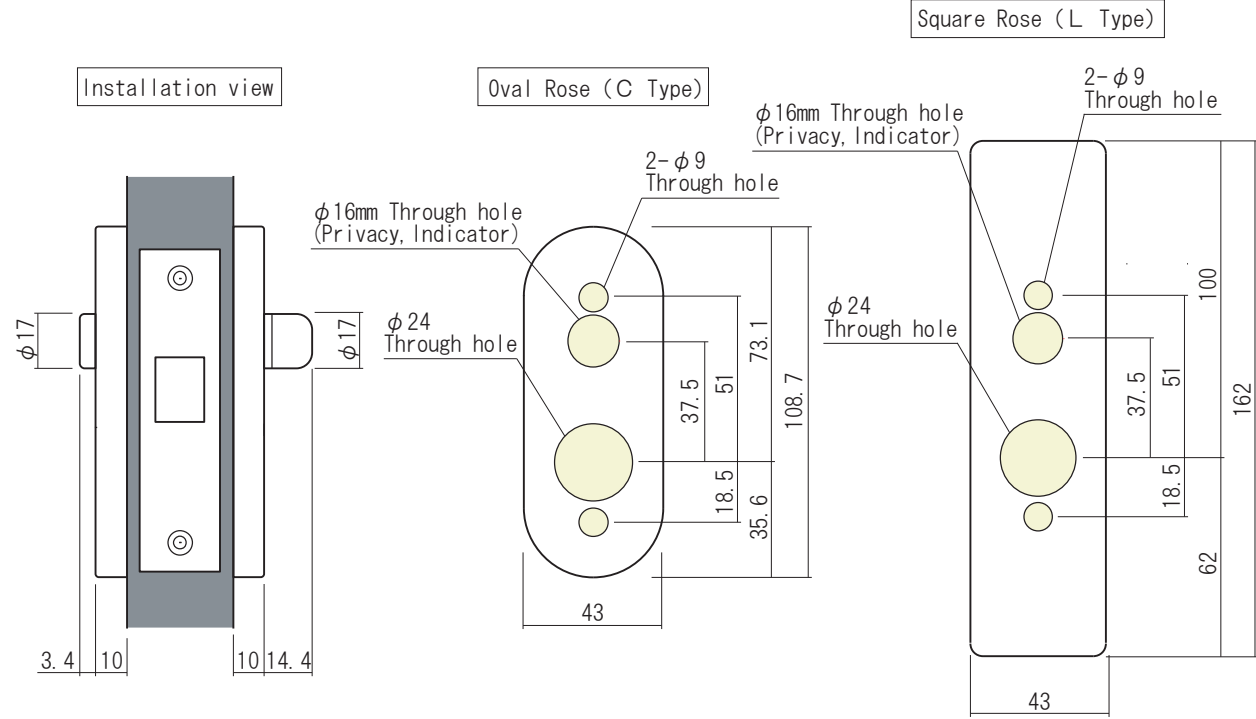 Square Rose (L Type)
Installation view
Oval Rose (C Type)
2-φ9
Through hole
φ16mm Through hole
(Privacy, Indicator)
2-φ9
Through hole
φ16mm Through hole
(Privacy, Indicator)
φ24
Through hole
φ24
Through hole
φ17
φ17
73.1
51
37.5
108.7
18.5
35.6
100
51
37.5
162
18.5
62
43
3.4
10
10
14.4
43